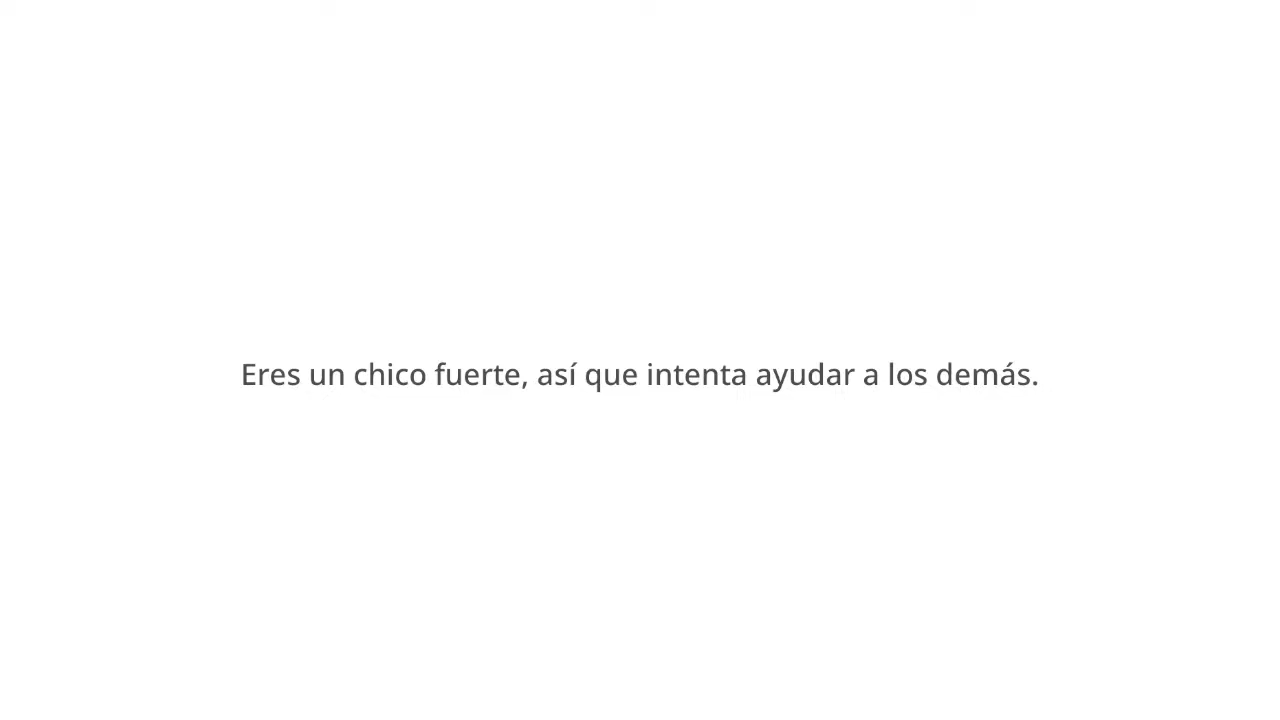 Eres un chico fuerte, así que intenta ayudar a los demás.